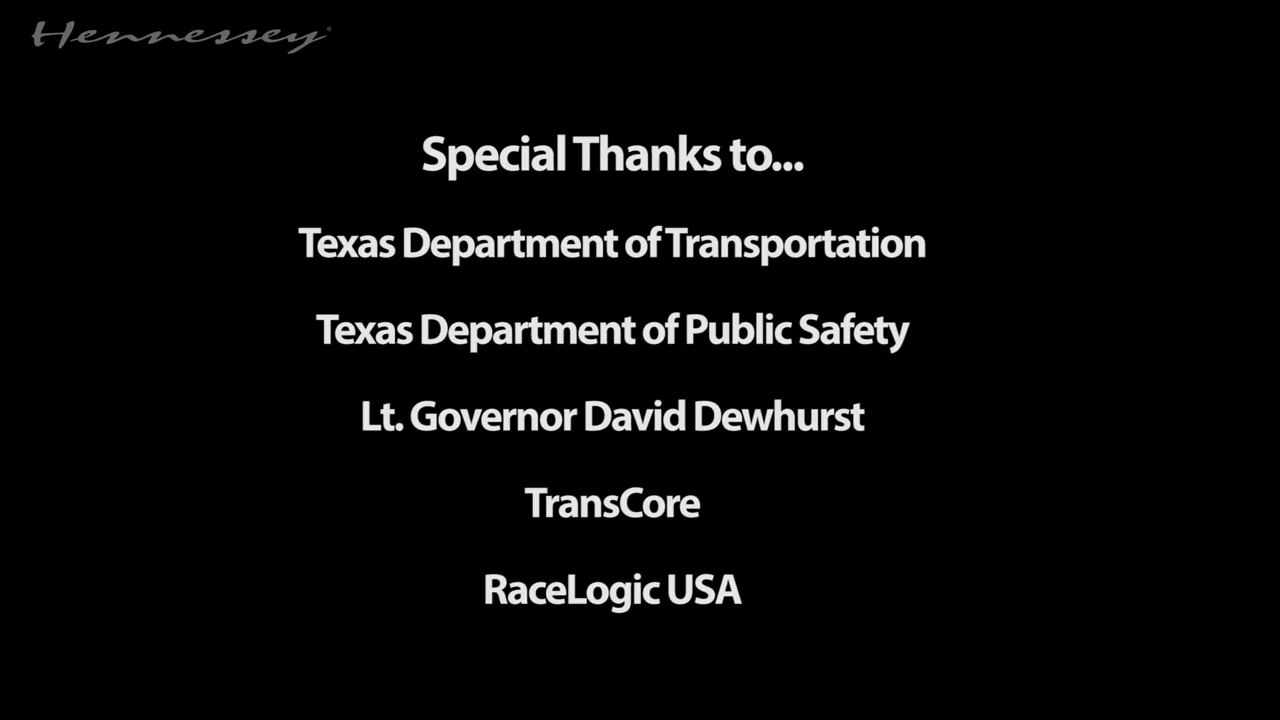 Hennessey
Special Thanks to...
Texas Department of Transportation
Texas Department of Public Safety
Lt. Governor David Dewhurst
TransCore
RaceLogic USA